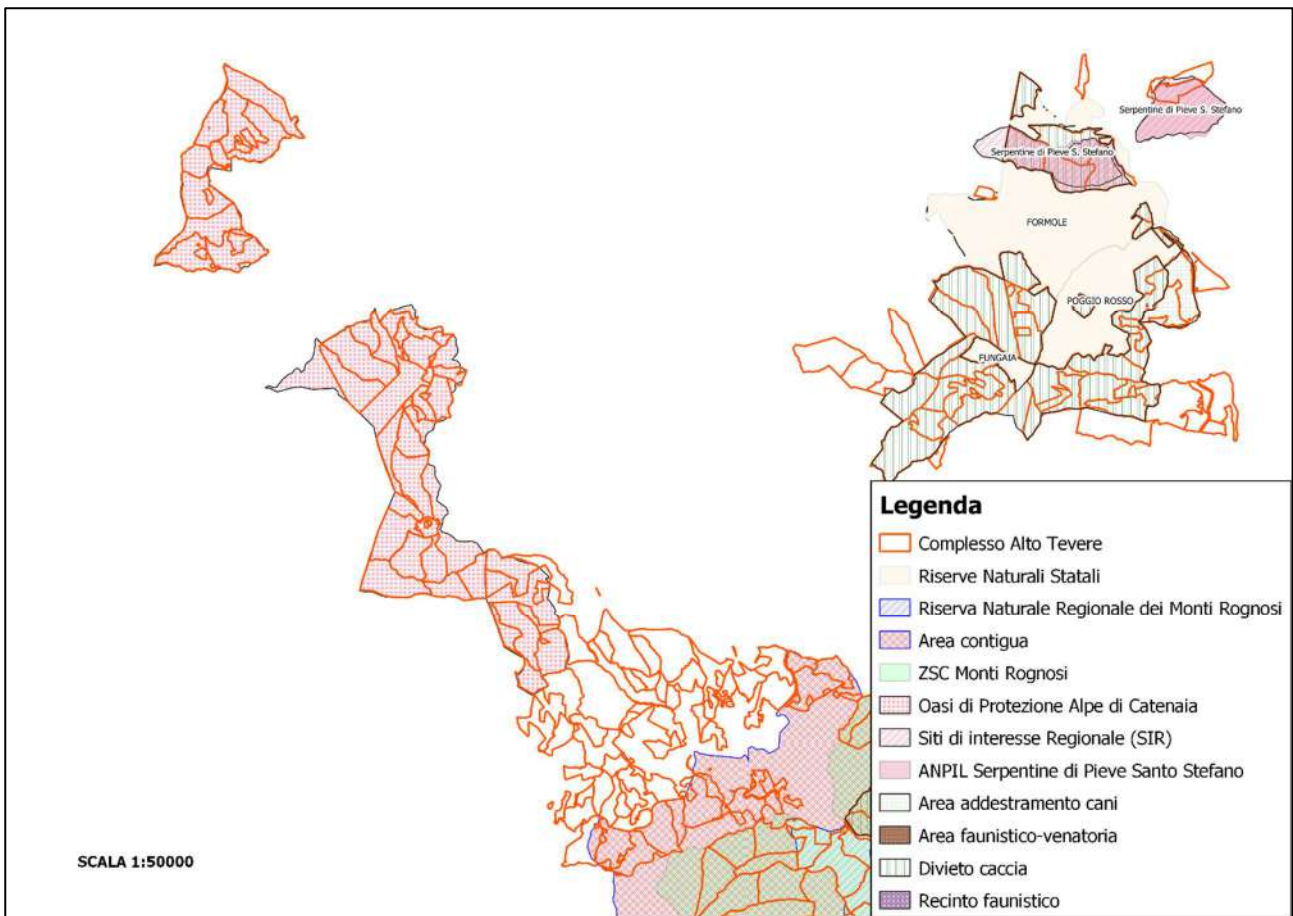 Serpentine di Pieve S. Stefano
Serpentine di Pieve S. Stefano
FORMOLE
POGGIO ROSSO
FUNGAIA
Legenda
Complesso Alto Tevere
Riserve Naturali Statali
Riserva Naturale Regionale dei Monti Rognosi
Area contigua
ZSC Monti Rognosi
Oasi di Protezione Alpe di Catenaia
Siti di interesse Regionale (SIR)
ANPIL Serpentine di Pieve Santo Stefano
Area addestramento cani
Area faunistico-venatoria
Divieto caccia
Recinto faunistico
SCALA 1:50000